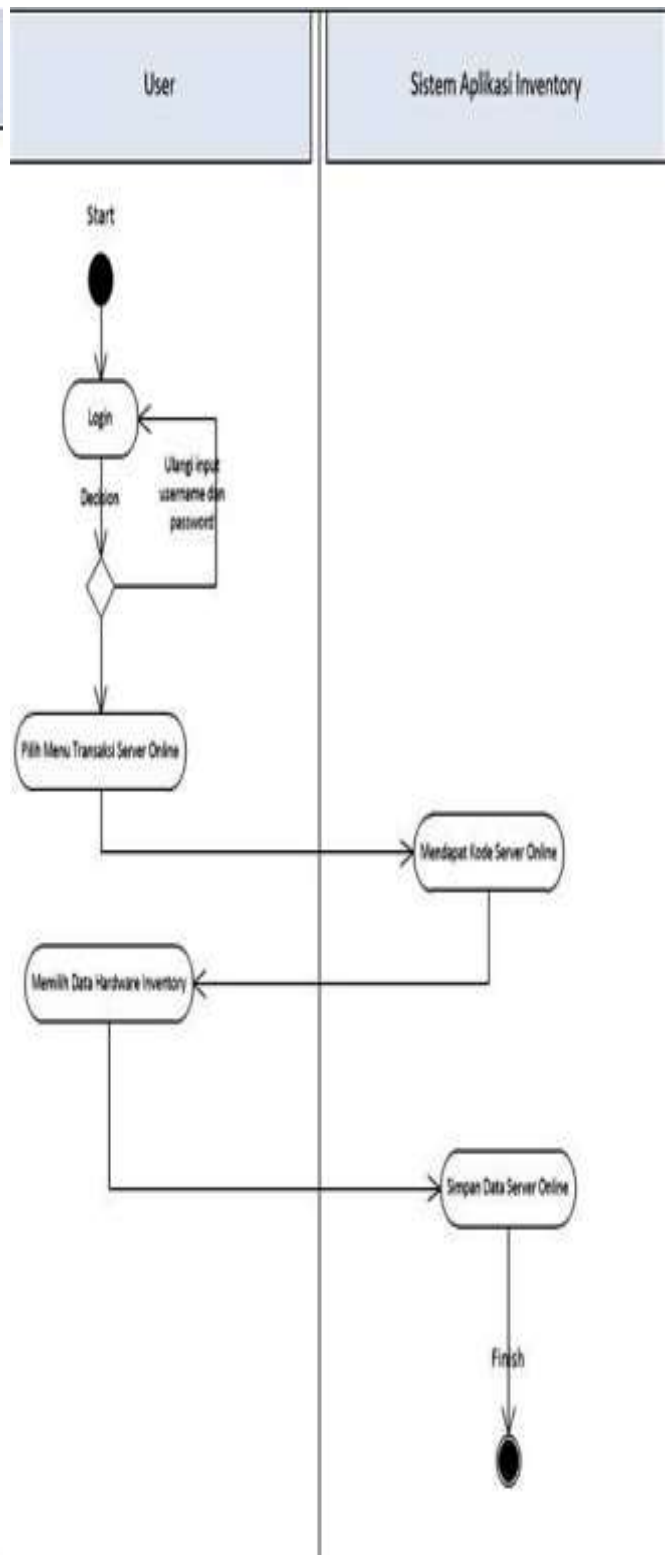 User
Sistem Aplikasi Inventory
Start
Login
Decision
Ulangi input
username dan
password
Pilih Menu Transaksi Server Online
Mendapat Kode Server Online
Memilih Data Hardware Inventory
Simpan Data Server Online
Finish